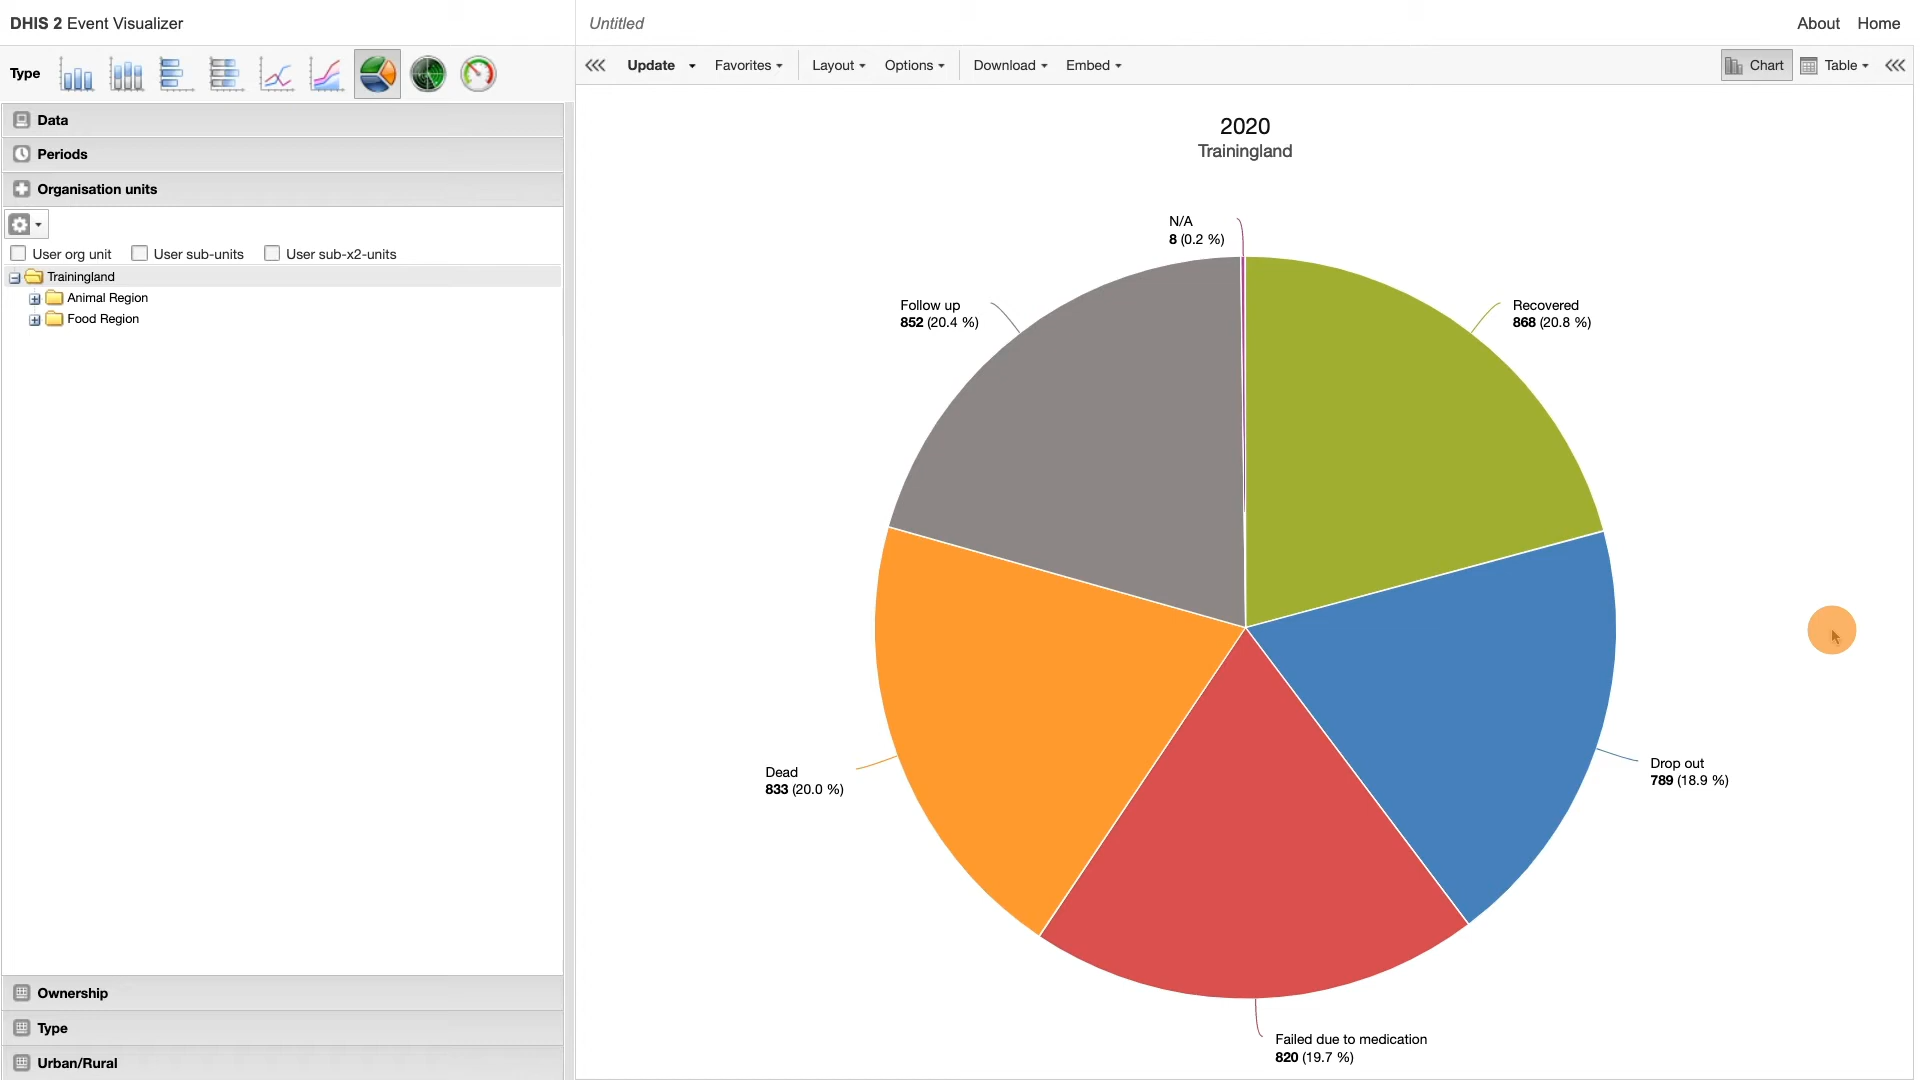 DHIS 2 Event Visualizer
Untitled
About Home
Type
Update Favorites Layout Options Download Embed Chart Table
Data
Periods
Organisation units
User org unit User sub-units User sub-x2-units
Trainingland
Animal Region
Food Region
Ownership
Type
Urban/Rural
2020
Trainingland
N/A
8 (0.2 %)
Follow up
852 (20.4 %)
Recovered
868 (20.8 %)
Dead
833 (20.0 %)
Drop out
789 (18.9 %)
Failed due to medication
820 (19.7 %)